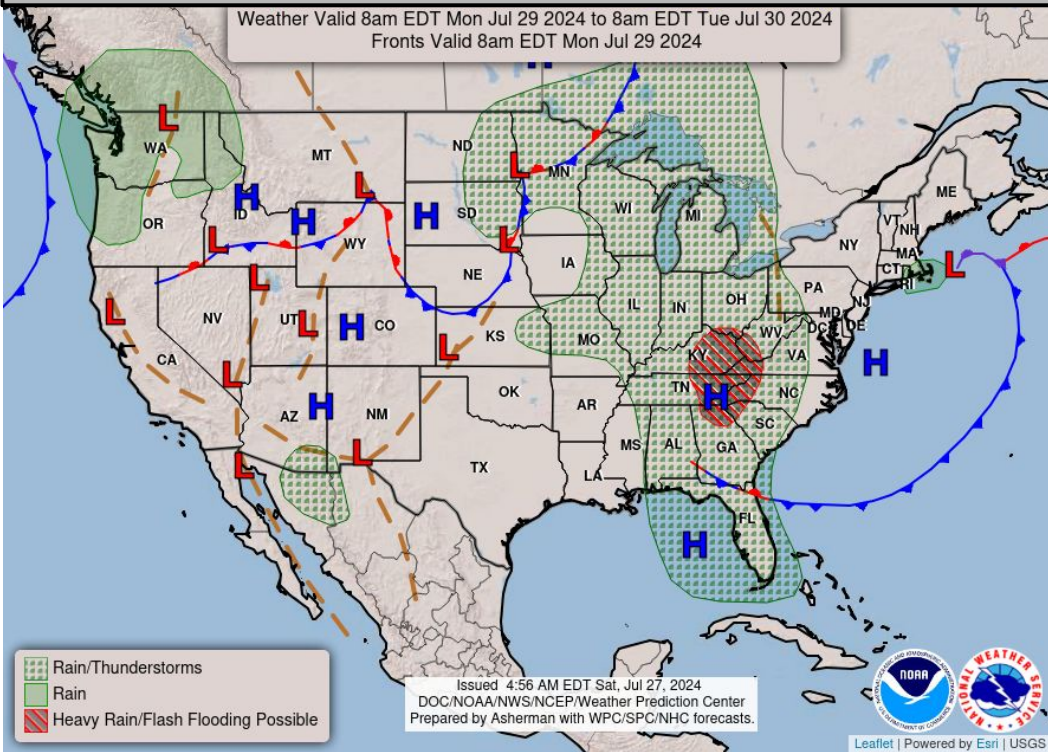 Weather Valid 8am EDT Mon Jul 29 2024 to 8am EDT Tue Jul 30 2024
Fronts Valid 8am EDT Mon Jul 29 2024
H
L
WA
MT
ND
MN
L
L
H
ID
H
H
SD
WI
MI
ME
VT
NH
OR
L
WY
L
IA
NY
MA
CT
RI
L
L
NE
PA
NJ
L
NV
UT
L
H
CO
KS
L
MO
IL
IN
OH
MD
DE
DC
WV
VA
KY
H
CA
L
AZ
H
NM
OK
AR
TN
H
NC
SC
MS
AL
GA
L
L
TX
LA
FL
H
Rain/Thunderstorms
Rain
Heavy Rain/Flash Flooding Possible
Issued 4:56 AM EDT Sat, Jul 27, 2024
DOC/NOAA/NWS/NCEP/Weather Prediction Center
Prepared by Asherman with WPC/SPC/NHC forecasts.
NOAA
NATIONAL WEATHER SERVICE
Leaflet | Powered by Esri | USGS